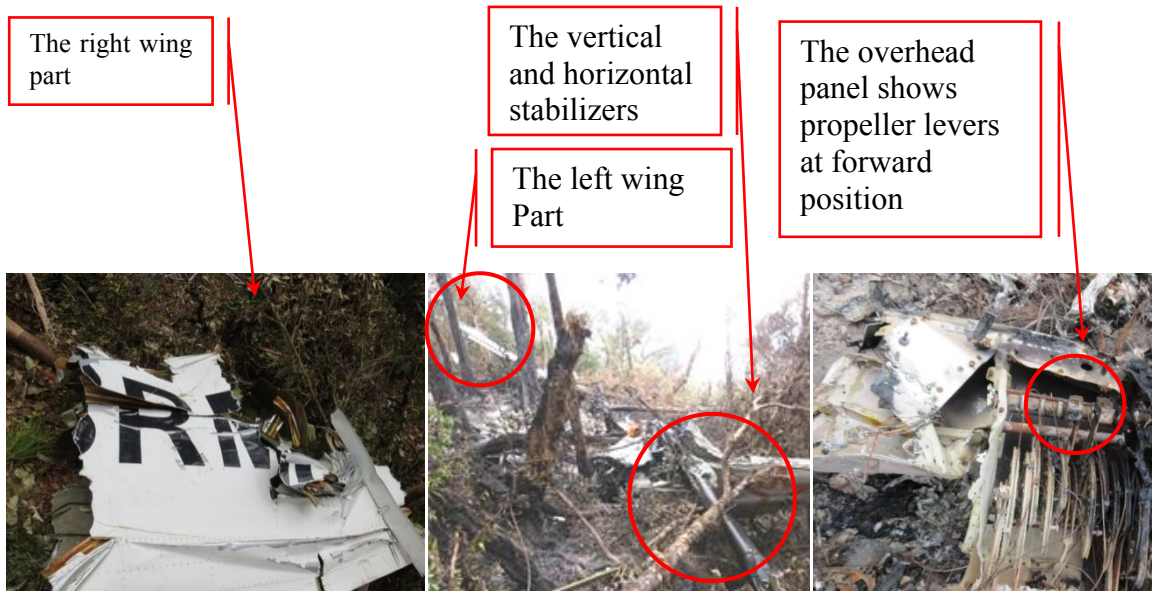 The right wing
part
The vertical
and horizontal
stabilizers
The left wing
Part
The overhead
panel shows
propeller levers
at forward
position